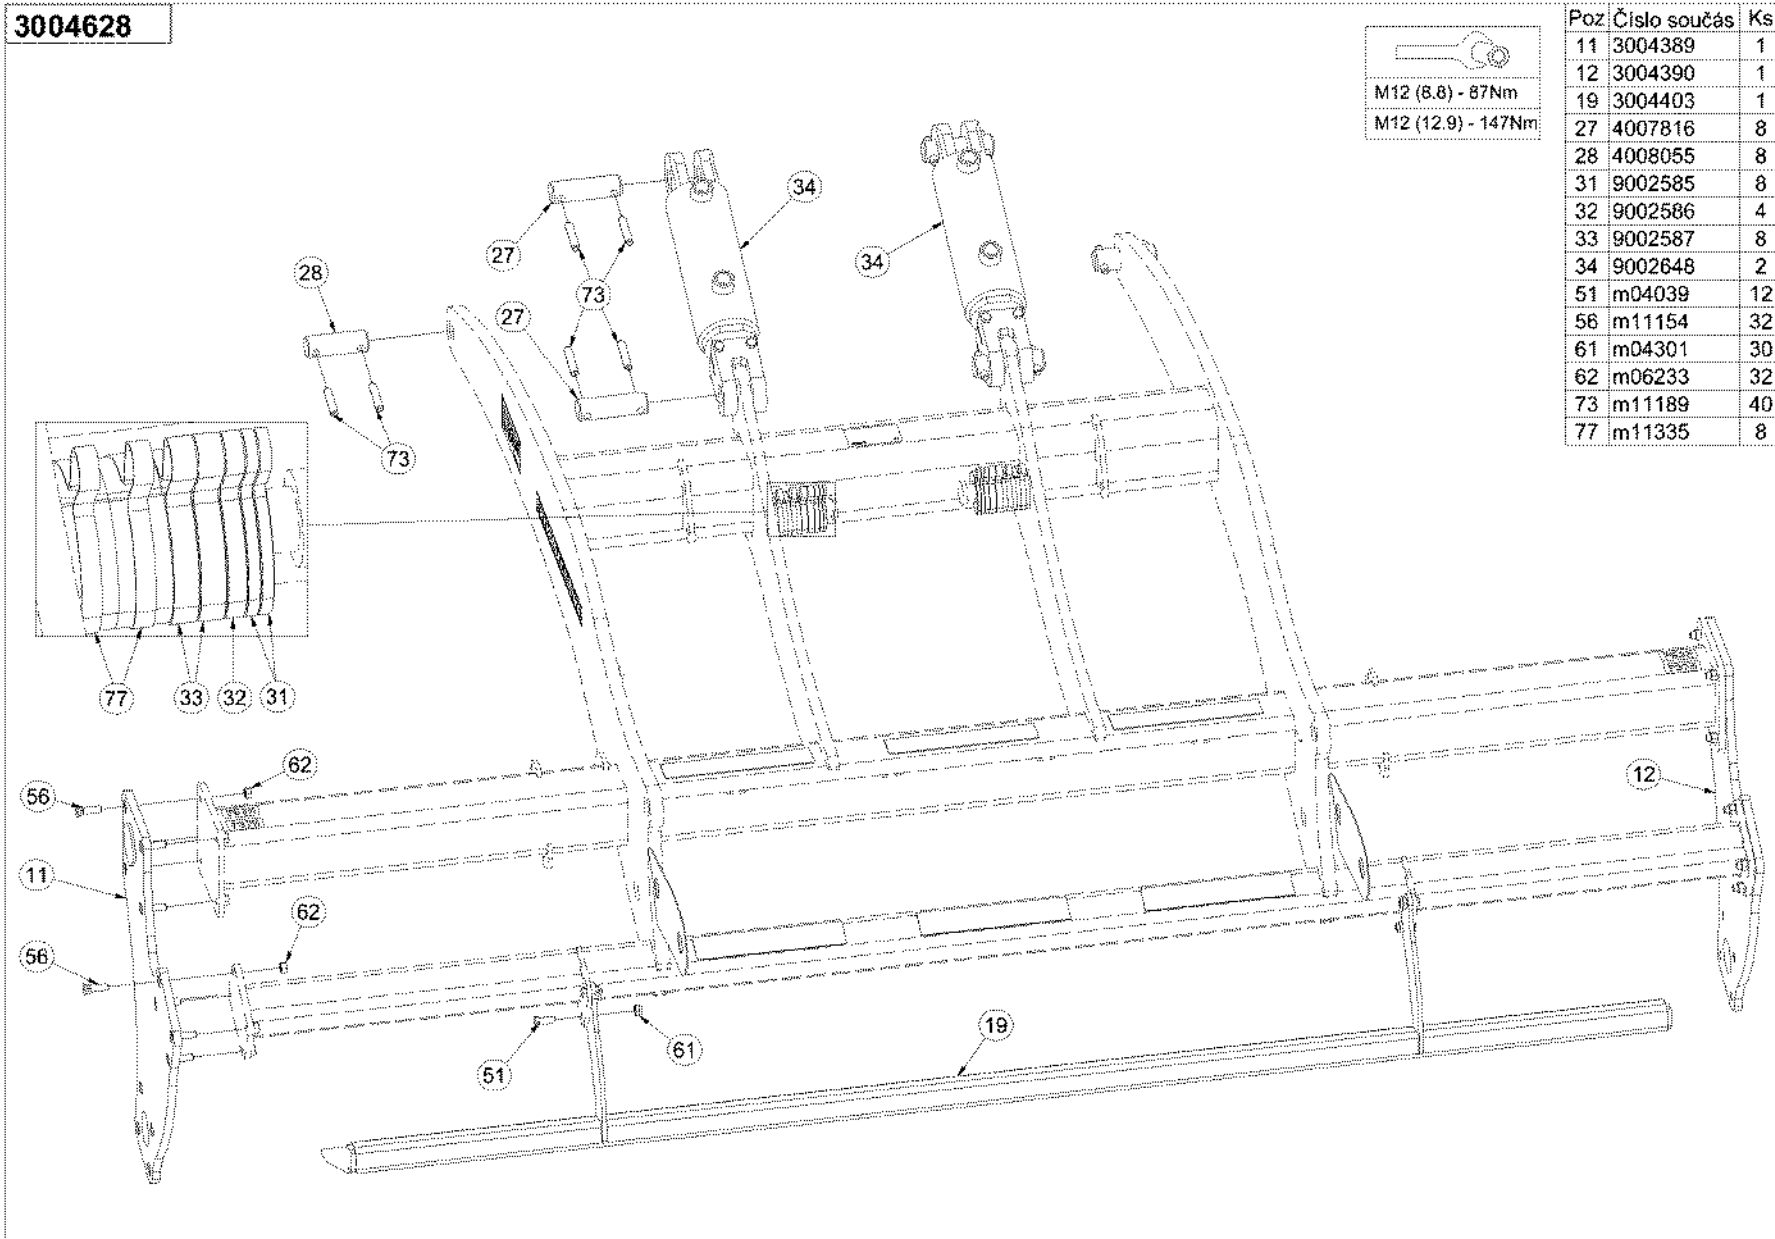 3004628
M12 (8.8) - 87Nm
M12 (12.9) - 147Nm
Poz Číslo součás Ks
11 3004389 1
12 3004390 1
19 3004403 1
27 4007816 8
28 4008055 8
31 9002585 8
32 9002586 4
33 9002587 8
34 9002648 2
51 m04039 12
56 m11154 32
61 m04301 30
62 m06233 32
73 m11189 40
77 m11335 8
34
27
34
28
73
27
73
77
33
32
31
62
56
12
11
62
56
19
61
51